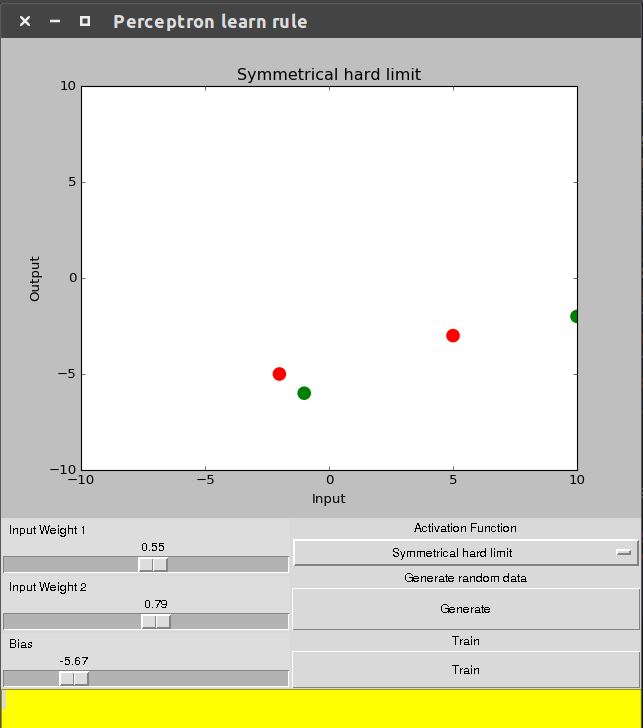 Perceptron learn rule
Symmetrical hard limit
10
5
0
−5
−10
Output
−10 −5 0 5 10
Input
Input Weight 1
0.55
Input Weight 2
0.79
Bias
-5.67
Activation Function
Symmetrical hard limit
Generate random data
Generate
Train
Train